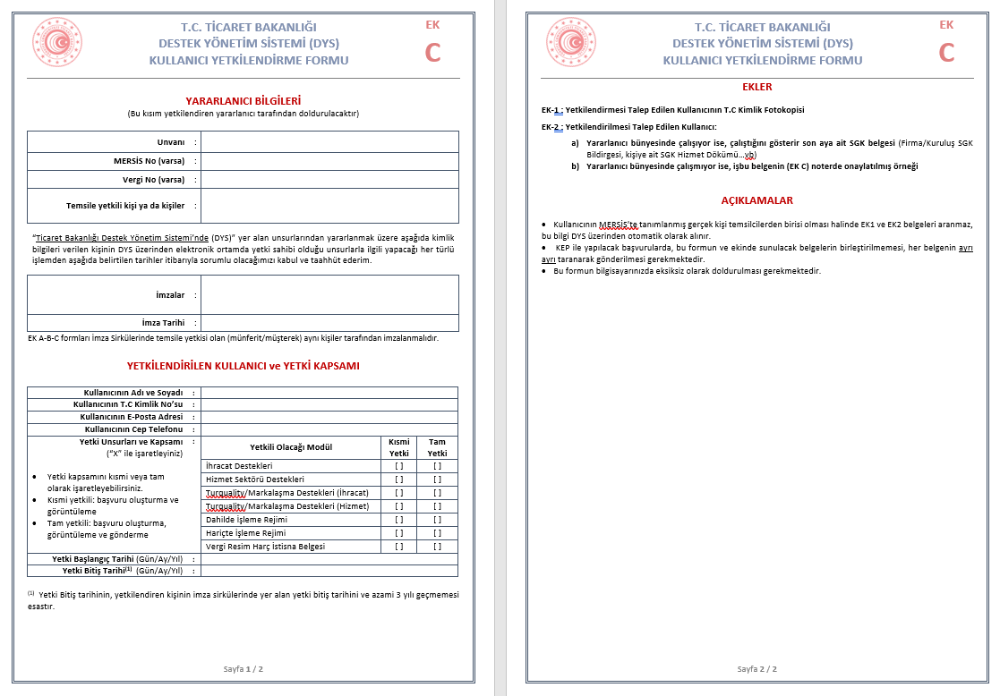 T.C. TİCARET BAKANLIĞI
DESTEK YÖNETİM SİSTEMİ (DYS)
KULLANICI YETKİLENDİRME FORMU
EK
C
YARARLANICI BİLGİLERİ
(Bu kısım yetkilendiren yararlanıcı tarafından doldurulacaktır)
Unvanı :
MERSİS No (varsa) :
Vergi No (varsa) :
Temsile yetkili kişi ya da kişiler :
“Ticaret Bakanlığı Destek Yönetim Sistemi’nde (DYS)” yer alan unsurlarından yararlanmak üzere aşağıda kimlik
bilgileri verilen kişinin DYS üzerinden elektronik ortamda yetki sahibi olduğu unsurlarla ilgili yapacağı her türlü
işlemden aşağıda belirtilen tarihler itibarıyla sorumlu olacağımızı kabul ve taahhüt ederim.
İmzalar :
İmza Tarihi :
EK A-B-C formları İmza Sirkülerinde temsile yetkisi olan (münferit/müşterek) aynı kişiler tarafından imzalanmalıdır.
YETKİLENDİRİLEN KULLANICI ve YETKİ KAPSAMI
Kullanıcının Adı ve Soyadı :
Kullanıcının T.C Kimlik No’su :
Kullanıcının E-Posta Adresi :
Kullanıcının Cep Telefonu :
Yetki Unsurları ve Kapsamı :
(“X” ile işaretleyiniz)
• Yetki kapsamını kısmi veya tam
olarak işaretleyebilirsiniz.
• Kısmi yetkili: başvuru oluşturma ve
görüntüleme
• Tam yetkili: başvuru oluşturma,
görüntüleme ve gönderme
Yetkili Olacağı Modül Kısmi Yetki Tam Yetki
İhracat Destekleri [ ] [ ]
Hizmet Sektörü Destekleri [ ] [ ]
Turquality/Markalaşma Destekleri (İhracat) [ ] [ ]
Turquality/Markalaşma Destekleri (Hizmet) [ ] [ ]
Dahilde İşleme Rejimi [ ] [ ]
Hariçte İşleme Rejimi [ ] [ ]
Vergi Resim Harç İstisna Belgesi [ ] [ ]
Yetki Başlangıç Tarihi (Gün/Ay/Yıl) :
Yetki Bitiş Tarihi(1) (Gün/Ay/Yıl) :
(1) Yetki Bitiş tarihinin, yetkilendiren kişinin imza sirkülerinde yer alan yetki bitiş tarihini ve azami 3 yılı geçmemesi
esastır.
Sayfa 1 / 2
T.C. TİCARET BAKANLIĞI
DESTEK YÖNETİM SİSTEMİ (DYS)
KULLANICI YETKİLENDİRME FORMU
EK
C
EKLER
EK-1 : Yetkilendirmesi Talep Edilen Kullanıcının T.C Kimlik Fotokopisi
EK-2 : Yetkilendirilmesi Talep Edilen Kullanıcı:
a) Yararlanıcı bünyesinde çalışıyor ise, çalıştığını gösterir son aya ait SGK belgesi (Firma/Kuruluş SGK
Bildirgesi, kişiye ait SGK Hizmet Dökümü…vb)
b) Yararlanıcı bünyesinde çalışmıyor ise, işbu belgenin (EK C) noterde onaylatılmış örneği
AÇIKLAMALAR
• Kullanıcının MERSİS’te tanımlanmış gerçek kişi temsilcilerden birisi olması halinde EK1 ve EK2 belgeleri aranmaz,
bu bilgi DYS üzerinden otomatik olarak alınır.
• KEP ile yapılacak başvurularda, bu formun ve ekinde sunulacak belgelerin birleştirilmemesi, her belgenin ayrı
ayrı taranarak gönderilmesi gerekmektedir.
• Bu formun bilgisayarınızda eksiksiz olarak doldurulması gerekmektedir.
Sayfa 2 / 2